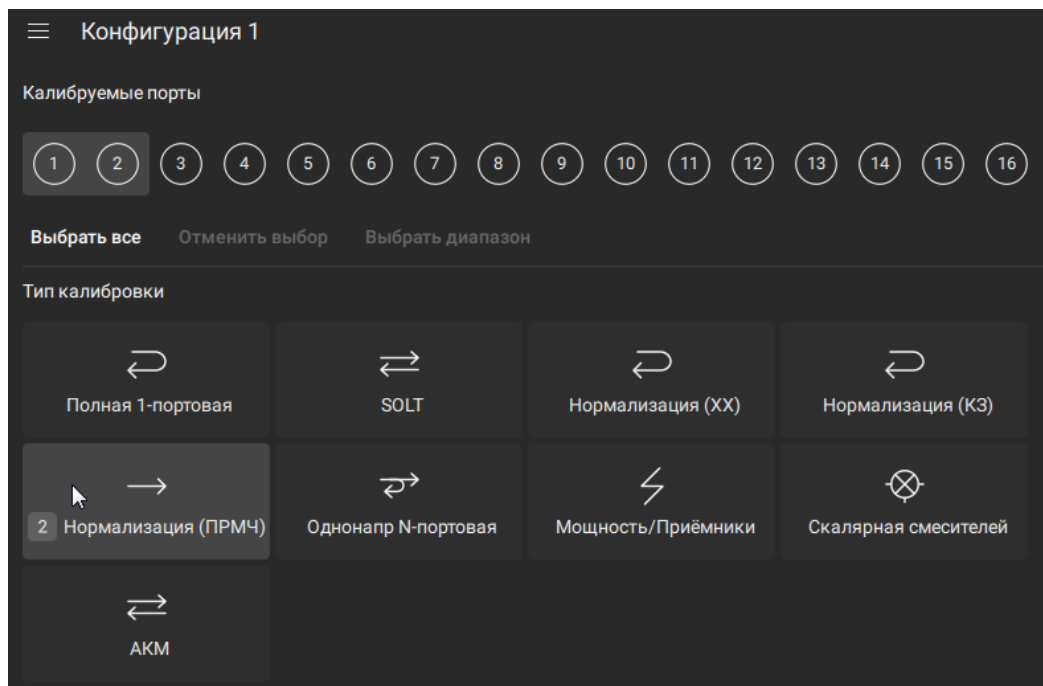 Конфигурация 1
Калибруемые порты
1 2 3 4 5 6 7 8 9 10 11 12 13 14 15 16
Выбрать все Отменить выбор Выбрать диапазон
Тип калибровки
Полная 1-портовая SOLT Нормализация (ХХ) Нормализация (КЗ)
2 Нормализация (ПРМЧ) Однонапр N-портовая Мощность/Приёмники Скалярная смесителей
АКМ